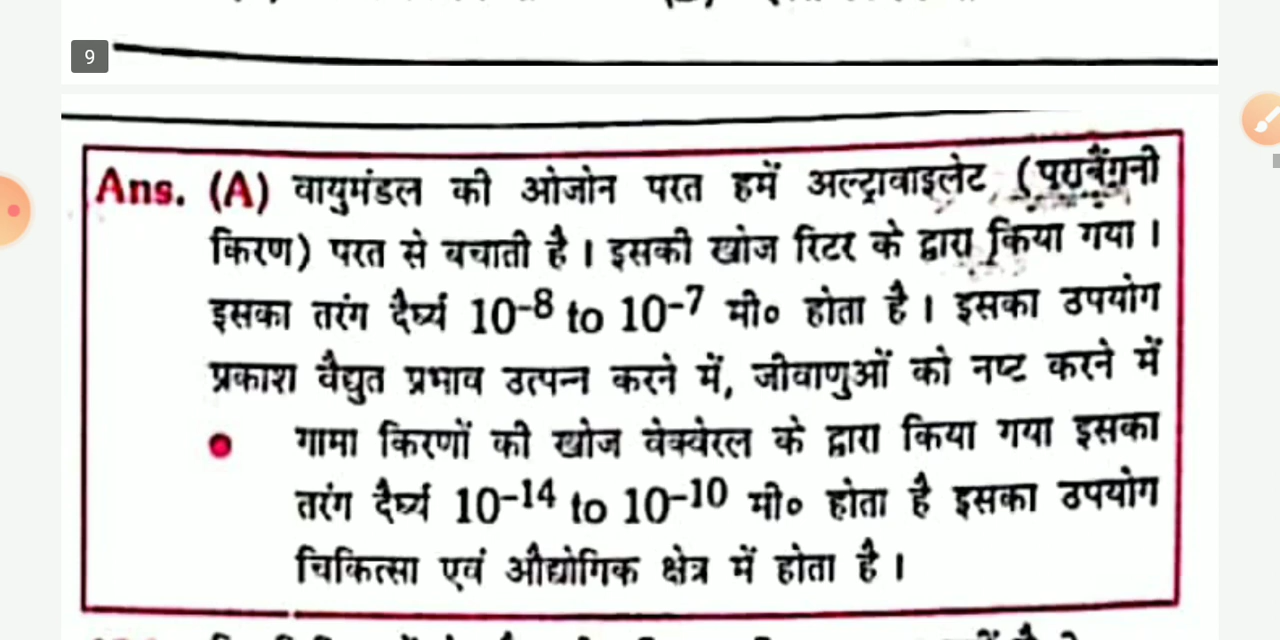 9
Ans. (A) वायुमंडल की ओजोन परत हमें अल्ट्रावाइलेट (पराबैंगनी
किरण) परत से बचाती है। इसकी खोज रिटर के द्वारा किया गया।
इसका तरंग दैर्घ्य 10⁻⁸ to 10⁻⁷ मी० होता है। इसका उपयोग
प्रकाश वैद्युत प्रभाव उत्पन्न करने में, जीवाणुओं को नष्ट करने में
● गामा किरणों की खोज वेक्वेरल के द्वारा किया गया इसका
तरंग दैर्घ्य 10⁻¹⁴ to 10⁻¹⁰ मी० होता है इसका उपयोग
चिकित्सा एवं औद्योगिक क्षेत्र में होता है।